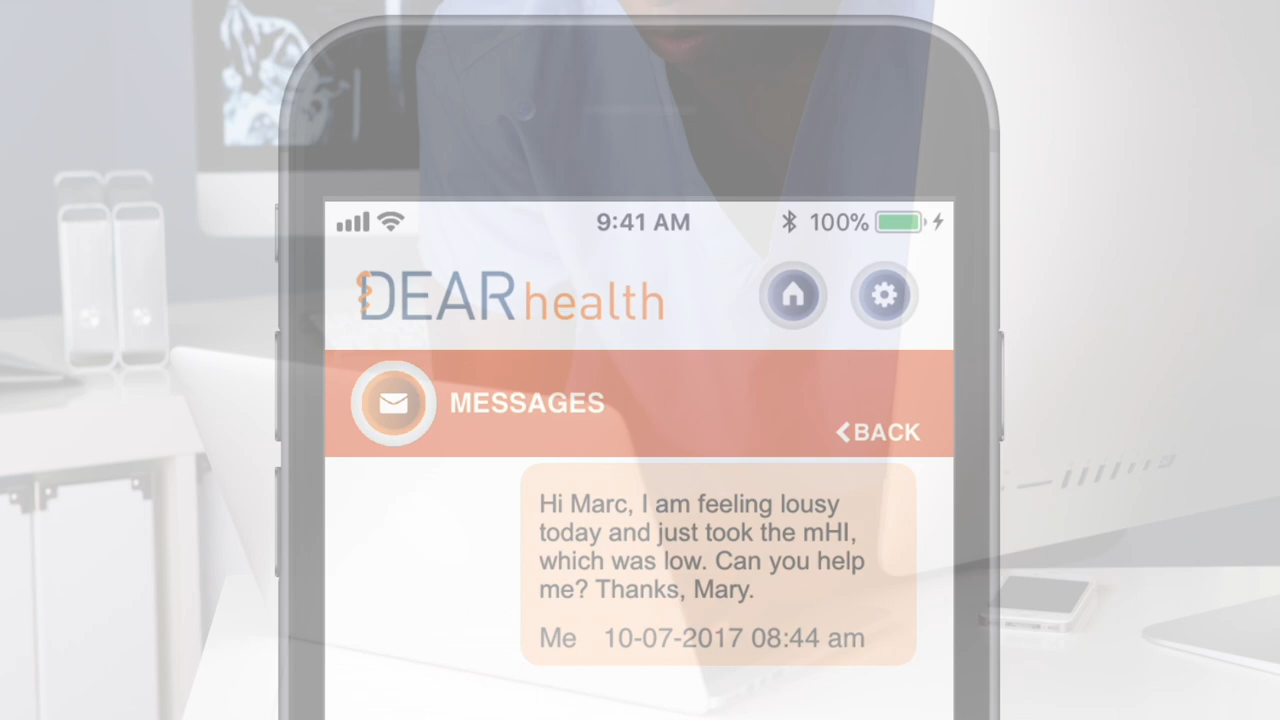 9:41 AM 100%
DEARhealth
MESSAGES
BACK
Hi Marc, I am feeling lousy
today and just took the mHI,
which was low. Can you help
me? Thanks, Mary.
Me 10-07-2017 08:44 am